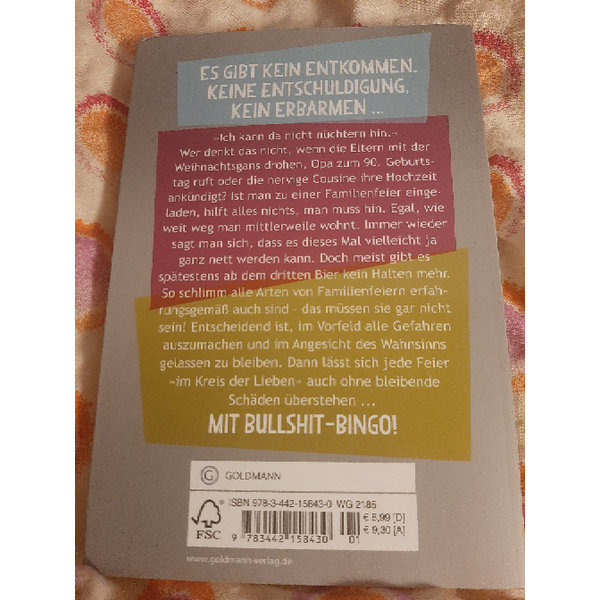 ES GIBT KEIN ENTKOMMEN.
KEINE ENTSCHULDIGUNG,
KEIN ERBARMEN ...
»Ich kann da nicht nüchtern hin.«
Wer denkt das nicht, wenn die Eltern mit der
Weihnachtsgans drohen, Opa zum 90. Geburts-
tag ruft oder die nervige Cousine ihre Hochzeit
ankündigt? Ist man zu einer Familienfeier einge-
laden, hilft alles nichts, man muss hin. Egal, wie
weit weg man mittlerweile wohnt. Immer wieder
sagt man sich, dass es dieses Mal vielleicht ja
ganz nett werden kann. Doch meist gibt es
spätestens ab dem dritten Bier kein Halten mehr.
So schlimm alle Arten von Familienfeiern erfah-
rungsgemäß auch sind – das müssen sie gar nicht
sein! Entscheidend ist, im Vorfeld alle Gefahren
auszumachen und im Angesicht des Wahnsinns
gelassen zu bleiben. Dann lässt sich jede Feier
»im Kreis der Lieben« auch ohne bleibende
Schäden überstehen ...
MIT BULLSHIT-BINGO!
G GOLDMANN
ISBN 978-3-442-15843-0 WG 2185
€ 8,99 [D]
€ 9,30 [A]
FSC
9 783442 158430 01
www.goldmann-verlag.de